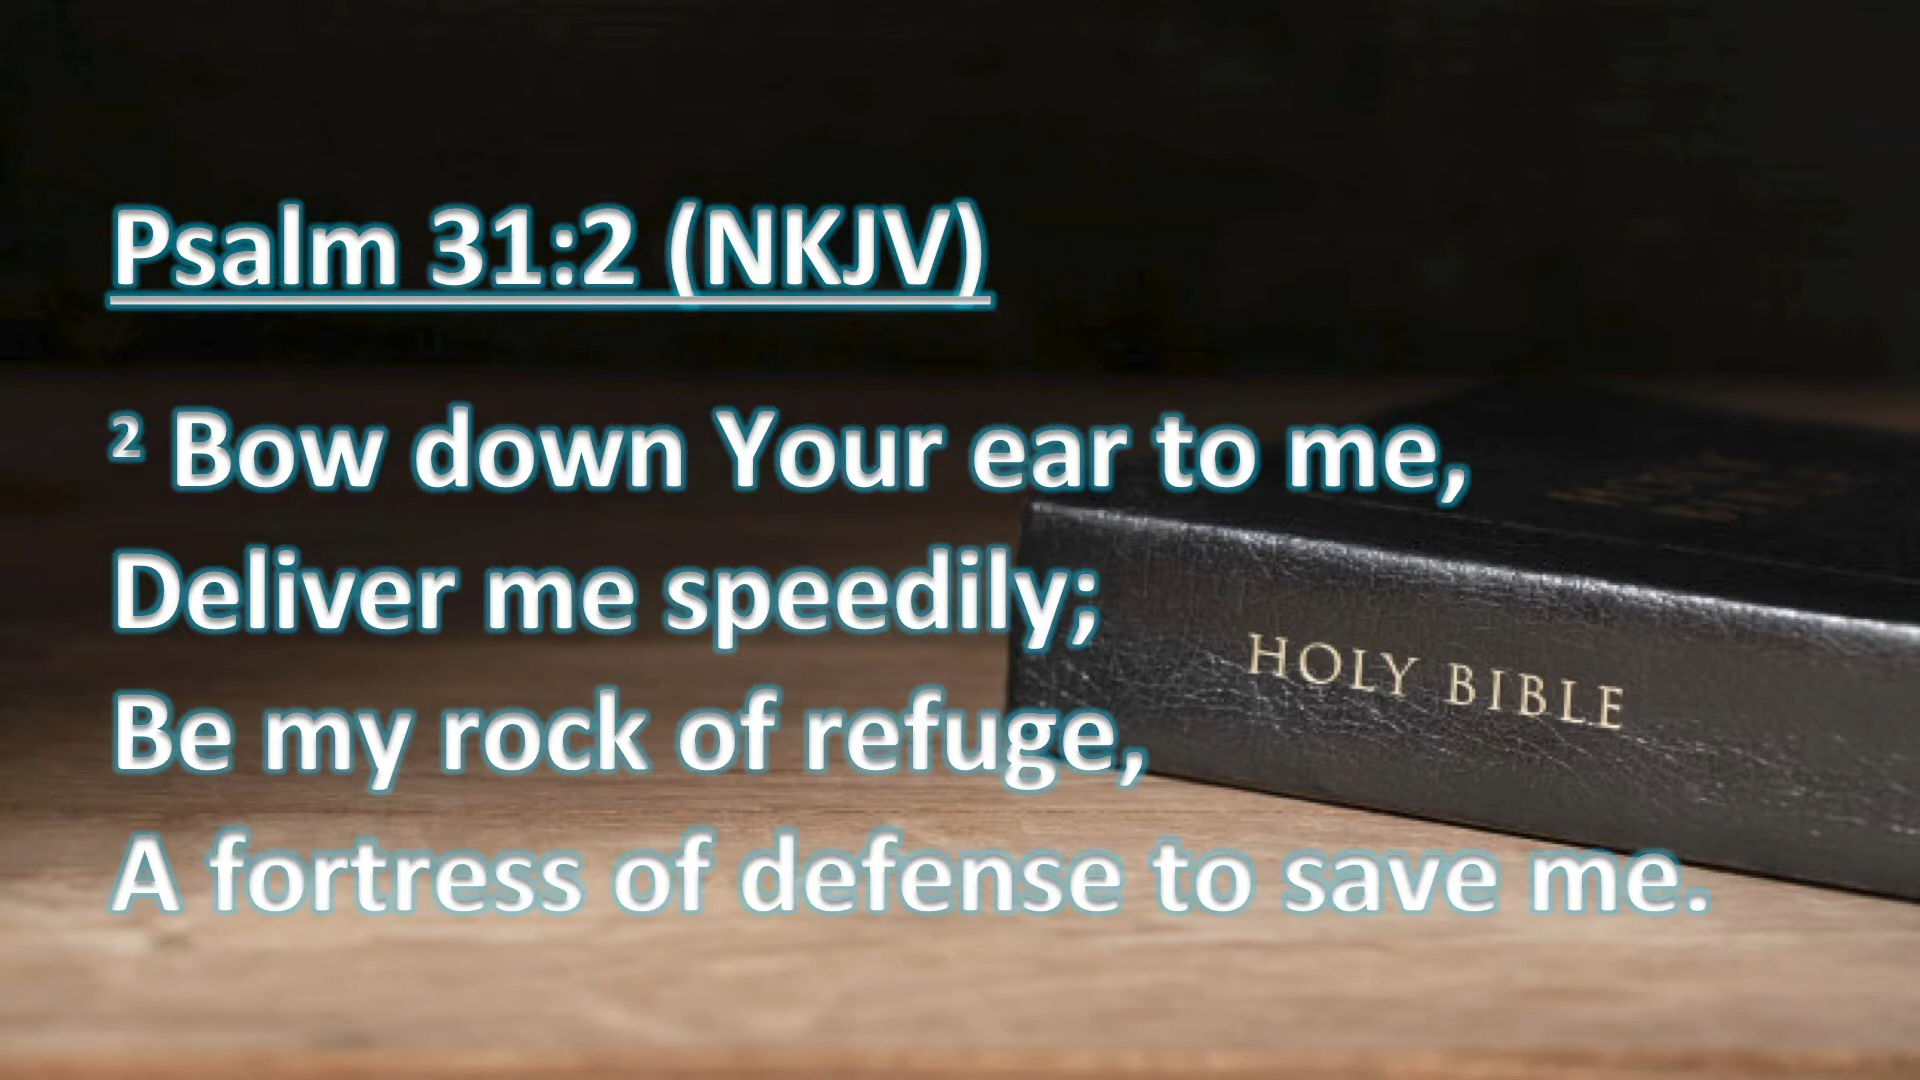 Psalm 31:2 (NKJV)
² Bow down Your ear to me,
Deliver me speedily;
Be my rock of refuge,
A fortress of defense to save me.
HOLY BIBLE